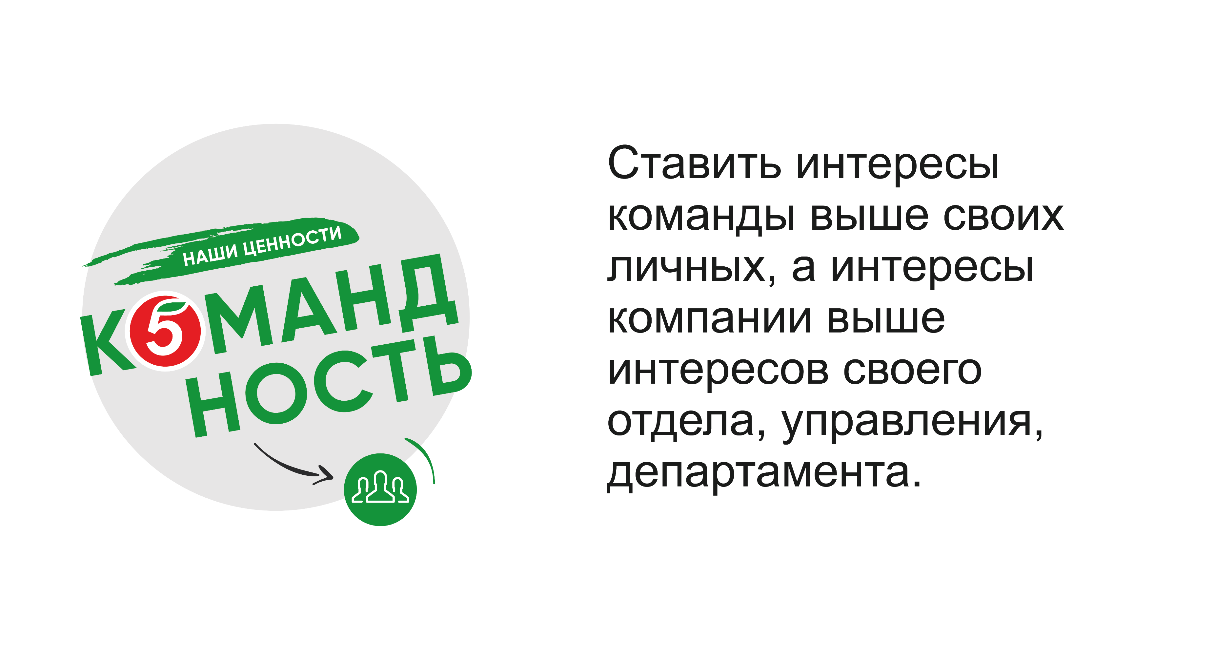 НАШИ ЦЕННОСТИ
К5МАНД
НОСТЬ
Ставить интересы
команды выше своих
личных, а интересы
компании выше
интересов своего
отдела, управления,
департамента.